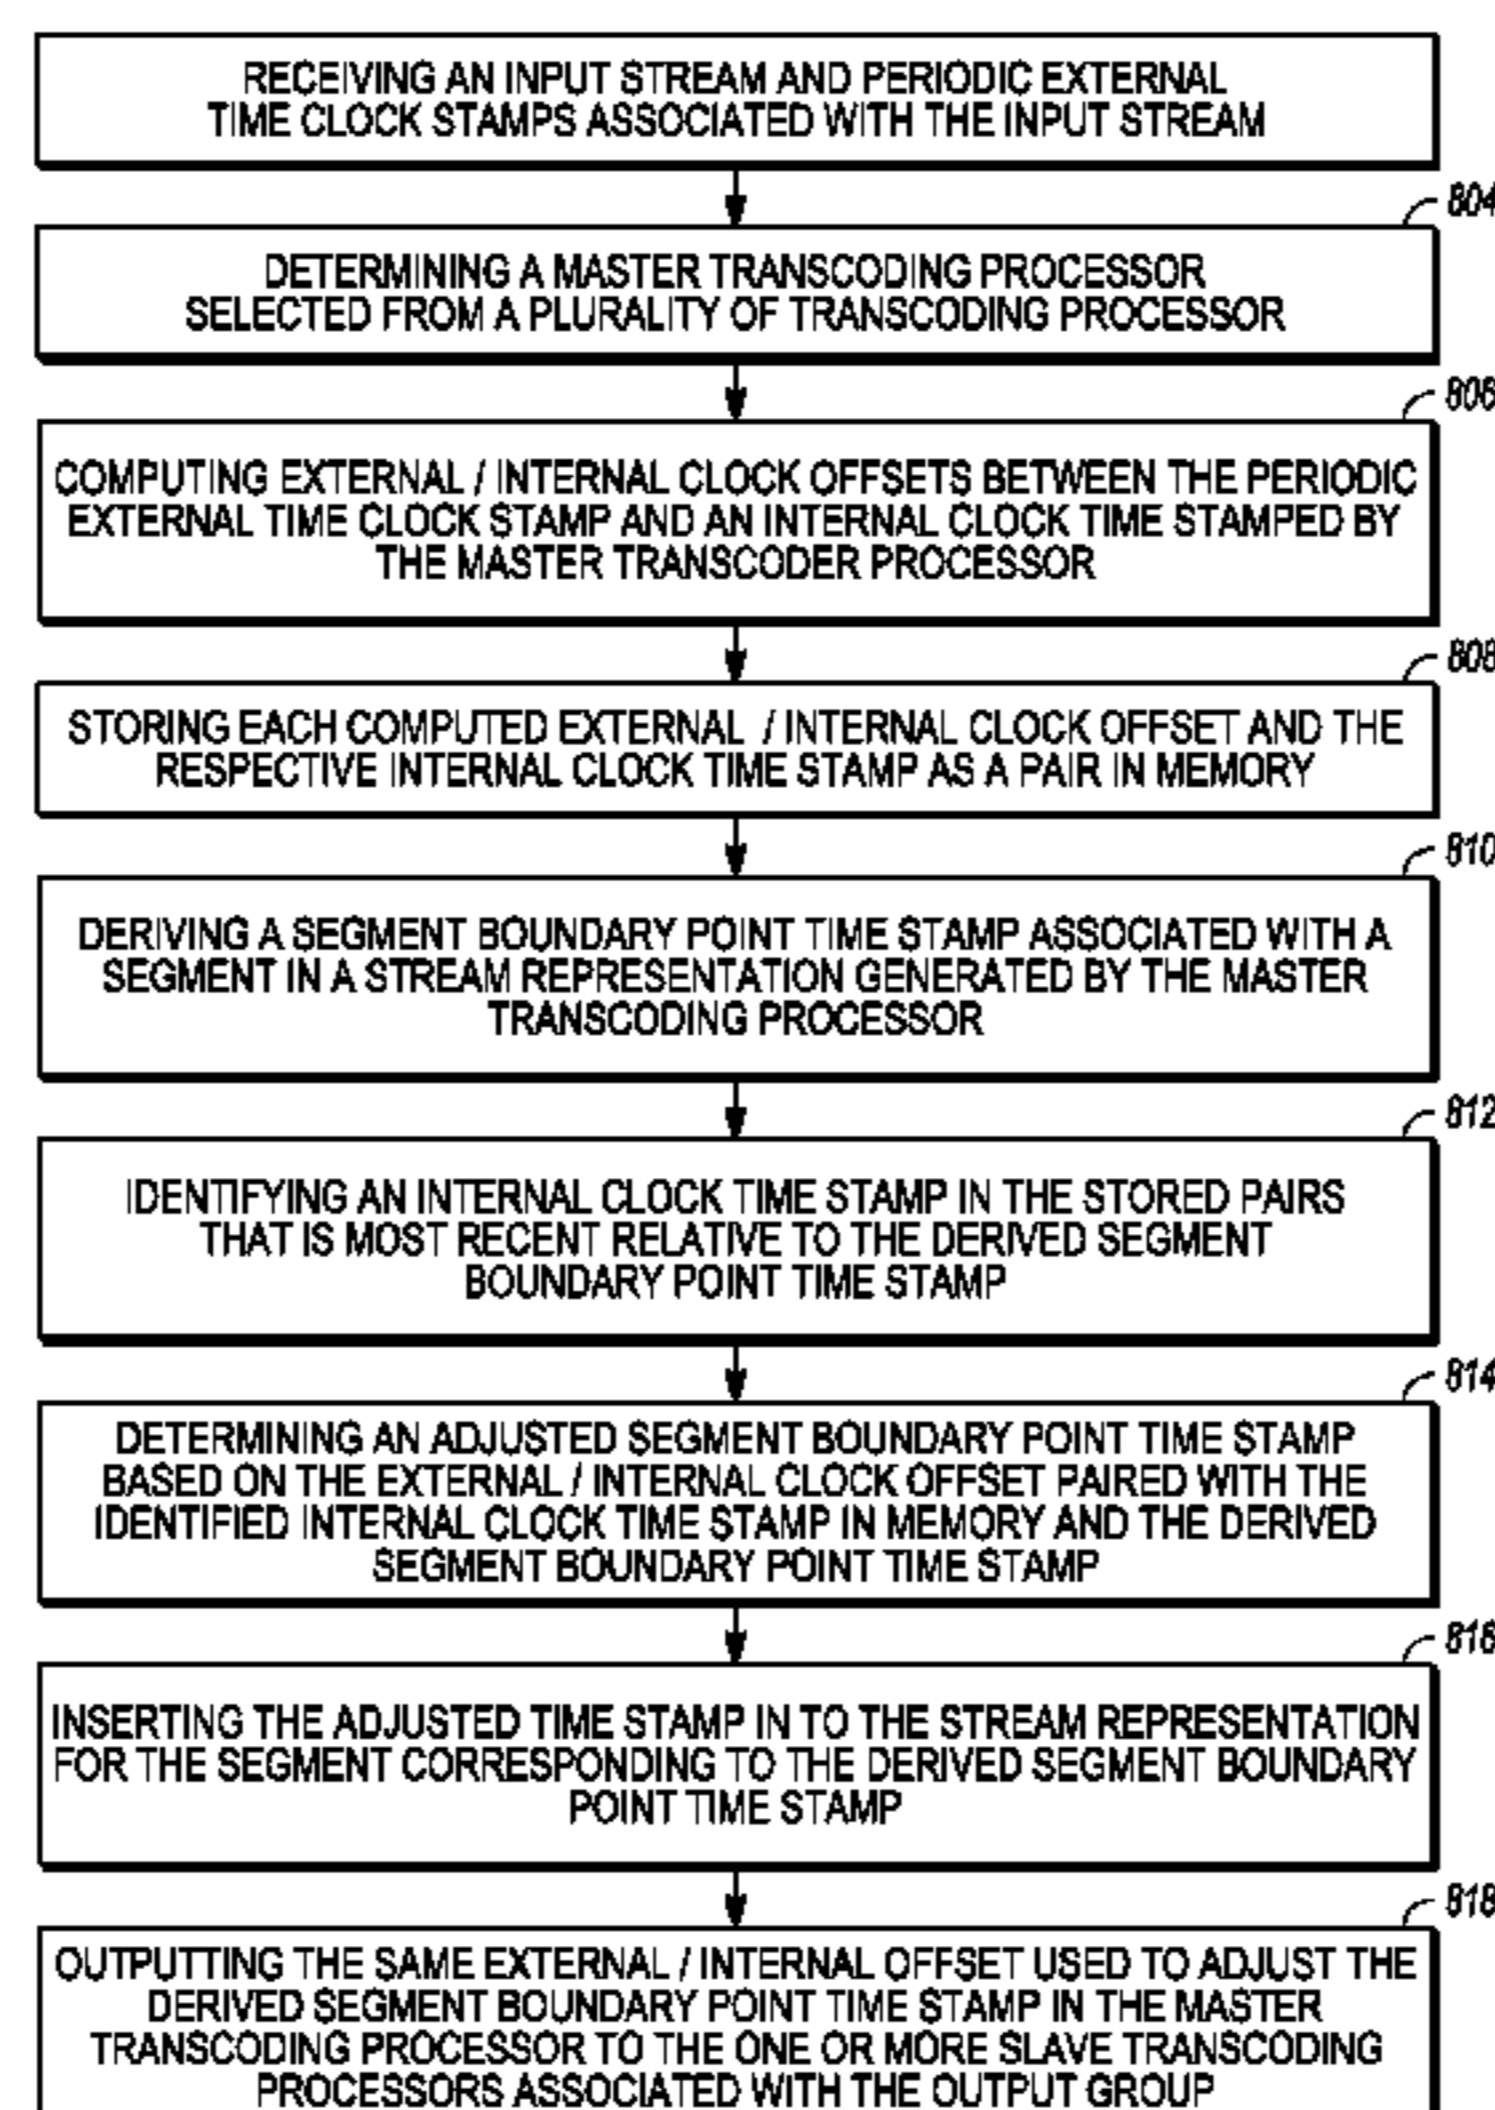 RECEIVING AN INPUT STREAM AND PERIODIC EXTERNAL
TIME CLOCK STAMPS ASSOCIATED WITH THE INPUT STREAM
804
DETERMINING A MASTER TRANSCODING PROCESSOR
SELECTED FROM A PLURALITY OF TRANSCODING PROCESSOR
806
COMPUTING EXTERNAL / INTERNAL CLOCK OFFSETS BETWEEN THE PERIODIC
EXTERNAL TIME CLOCK STAMP AND AN INTERNAL CLOCK TIME STAMPED BY
THE MASTER TRANSCODER PROCESSOR
808
STORING EACH COMPUTED EXTERNAL / INTERNAL CLOCK OFFSET AND THE
RESPECTIVE INTERNAL CLOCK TIME STAMP AS A PAIR IN MEMORY
810
DERIVING A SEGMENT BOUNDARY POINT TIME STAMP ASSOCIATED WITH A
SEGMENT IN A STREAM REPRESENTATION GENERATED BY THE MASTER
TRANSCODING PROCESSOR
812
IDENTIFYING AN INTERNAL CLOCK TIME STAMP IN THE STORED PAIRS
THAT IS MOST RECENT RELATIVE TO THE DERIVED SEGMENT
BOUNDARY POINT TIME STAMP
814
DETERMINING AN ADJUSTED SEGMENT BOUNDARY POINT TIME STAMP
BASED ON THE EXTERNAL / INTERNAL CLOCK OFFSET PAIRED WITH THE
IDENTIFIED INTERNAL CLOCK TIME STAMP IN MEMORY AND THE DERIVED
SEGMENT BOUNDARY POINT TIME STAMP
816
INSERTING THE ADJUSTED TIME STAMP IN TO THE STREAM REPRESENTATION
FOR THE SEGMENT CORRESPONDING TO THE DERIVED SEGMENT BOUNDARY
POINT TIME STAMP
818
OUTPUTTING THE SAME EXTERNAL / INTERNAL OFFSET USED TO ADJUST THE
DERIVED SEGMENT BOUNDARY POINT TIME STAMP IN THE MASTER
TRANSCODING PROCESSOR TO THE ONE OR MORE SLAVE TRANSCODING
PROCESSORS ASSOCIATED WITH THE OUTPUT GROUP